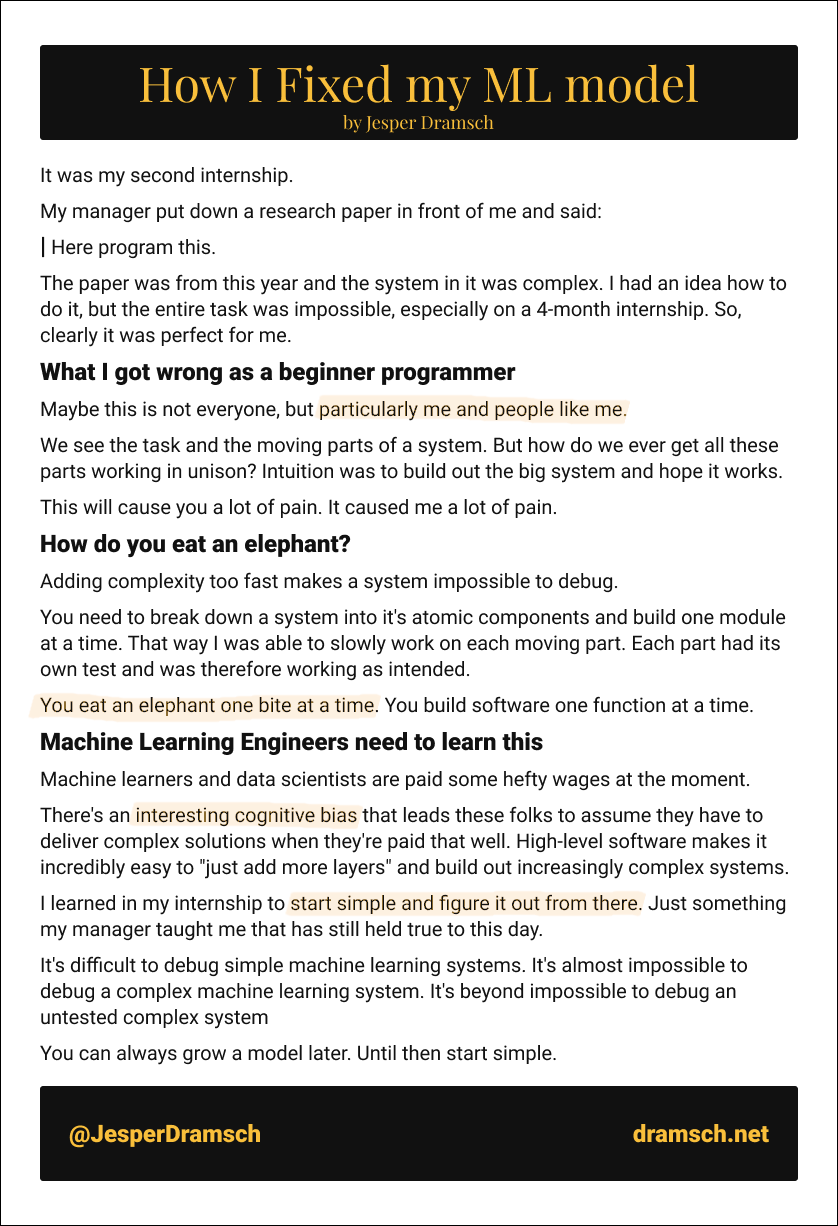 How I Fixed my ML model
by Jesper Dramsch
It was my second internship.
My manager put down a research paper in front of me and said:
Here program this.
The paper was from this year and the system in it was complex. I had an idea how to
do it, but the entire task was impossible, especially on a 4-month internship. So,
clearly it was perfect for me.
What I got wrong as a beginner programmer
Maybe this is not everyone, but particularly me and people like me.
We see the task and the moving parts of a system. But how do we ever get all these
parts working in unison? Intuition was to build out the big system and hope it works.
This will cause you a lot of pain. It caused me a lot of pain.
How do you eat an elephant?
Adding complexity too fast makes a system impossible to debug.
You need to break down a system into it's atomic components and build one module
at a time. That way I was able to slowly work on each moving part. Each part had its
own test and was therefore working as intended.
You eat an elephant one bite at a time. You build software one function at a time.
Machine Learning Engineers need to learn this
Machine learners and data scientists are paid some hefty wages at the moment.
There's an interesting cognitive bias that leads these folks to assume they have to
deliver complex solutions when they're paid that well. High-level software makes it
incredibly easy to "just add more layers" and build out increasingly complex systems.
I learned in my internship to start simple and figure it out from there. Just something
my manager taught me that has still held true to this day.
It's difficult to debug simple machine learning systems. It's almost impossible to
debug a complex machine learning system. It's beyond impossible to debug an
untested complex system
You can always grow a model later. Until then start simple.
@JesperDramsch
dramsch.net